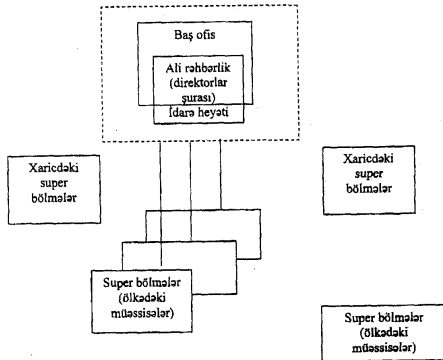 Baş ofis
Ali rəhbərlik
(direktorlar
şurası)
İdarə heyəti
Xaricdəki
super
bölmələr
Xaricdəki
super
bölmələr
Super bölmələr
(ölkədəki
müəssisələr)
Super bölmələr
(ölkədəki
müəssisələr)